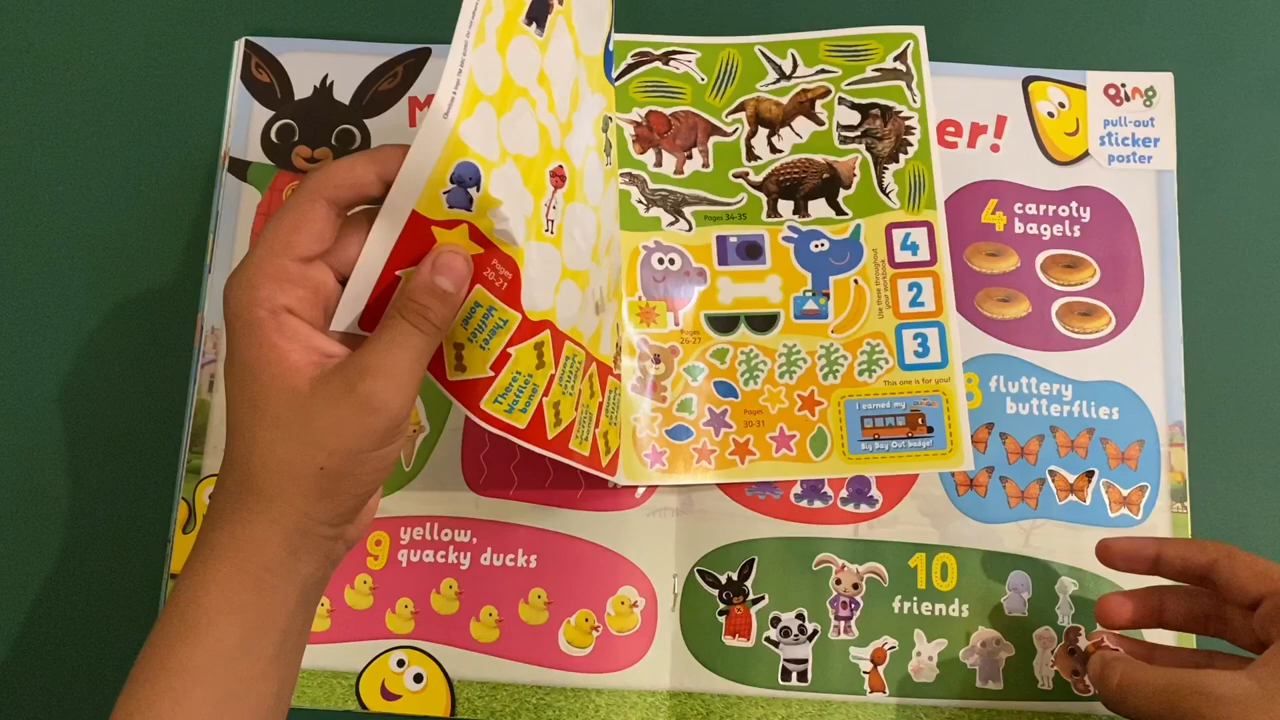 M
er!
Bing
pull-out
sticker
poster
4 carroty
bagels
8 fluttery
butterflies
9 yellow,
quacky ducks
10
friends
Pages
20-21
There's
Waffle's
bone!
There's
Waffle's
bone!
Pages 34-35
Use these throughout
your workbook
4
2
3
Pages
26-27
Pages
30-31
This one is for you!
I earned my
Big Day Out badge!